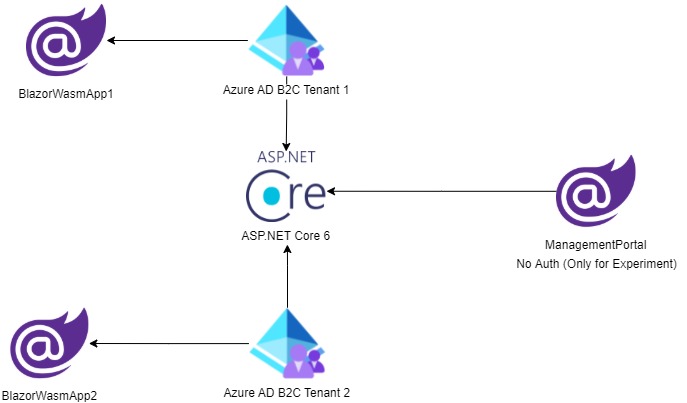 BlazorWasmApp1
Azure AD B2C Tenant 1
ASP.NET
Core
ASP.NET Core 6
ManagementPortal
No Auth (Only for Experiment)
BlazorWasmApp2
Azure AD B2C Tenant 2